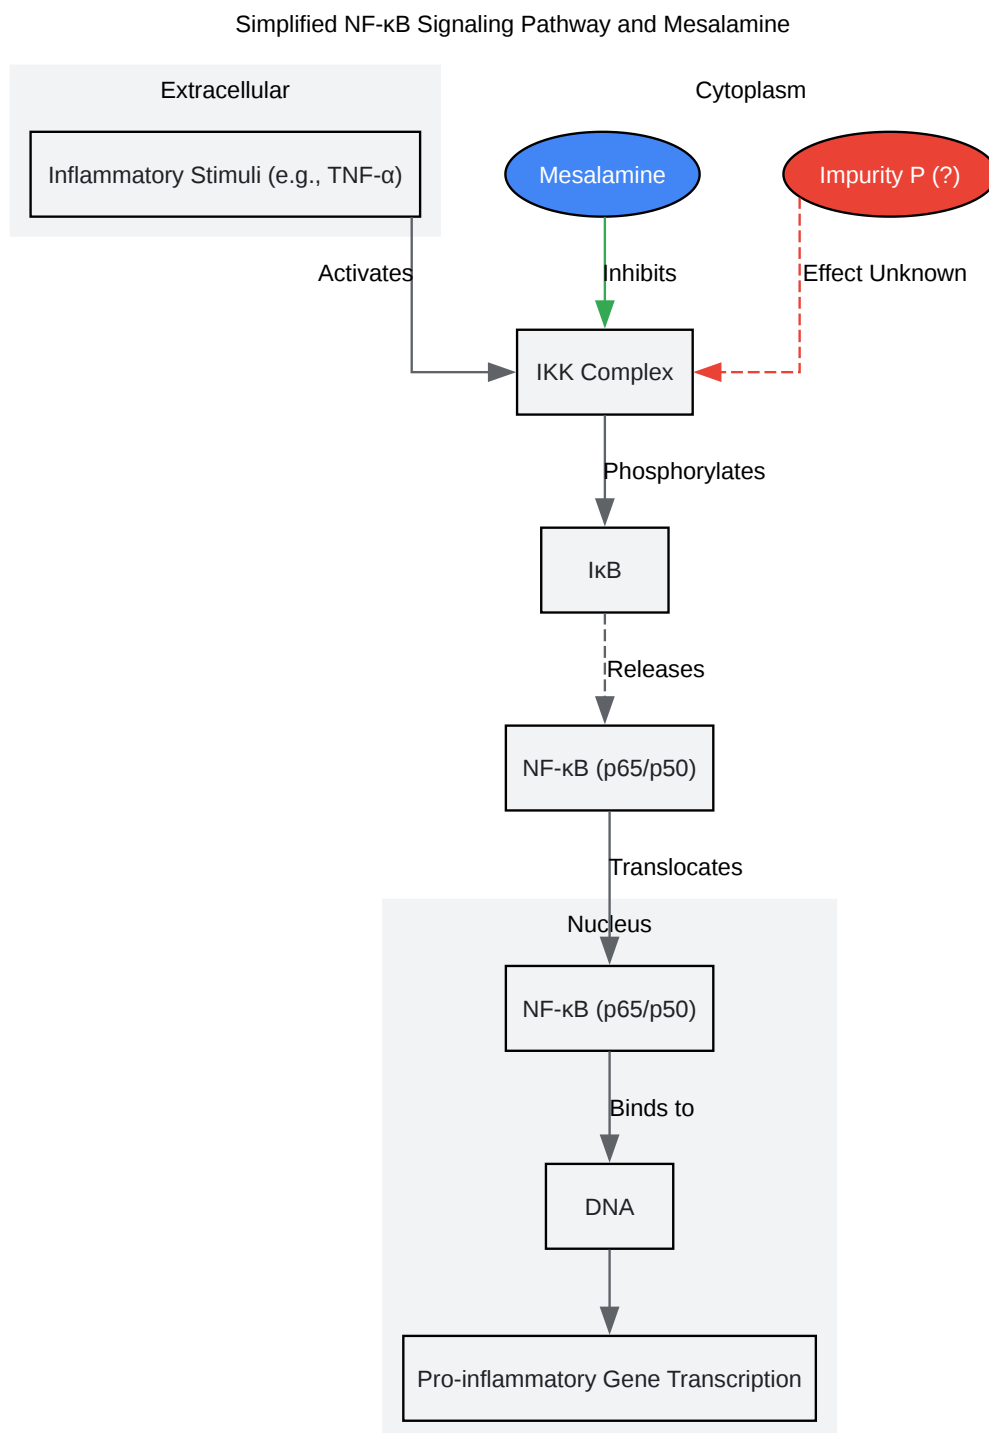 Simplified NF-κB Signaling Pathway and Mesalamine
Extracellular
Cytoplasm
Inflammatory Stimuli (e.g., TNF-α)
Mesalamine
Impurity P (?)
Activates
Inhibits
Effect Unknown
IKK Complex
Phosphorylates
IκB
Releases
NF-κB (p65/p50)
Translocates
Nucleus
NF-κB (p65/p50)
Binds to
DNA
Pro-inflammatory Gene Transcription